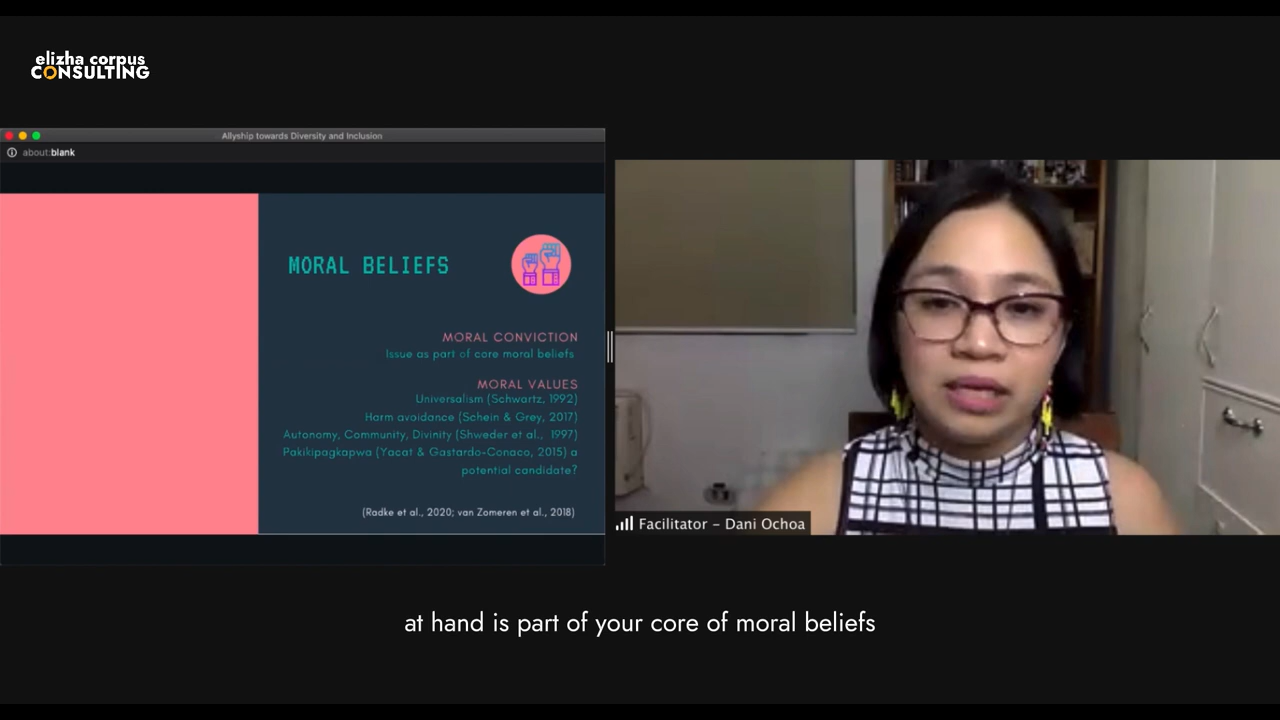 elizha corpus
CONSULTING
Allyship towards Diversity and Inclusion
about:blank
MORAL BELIEFS
MORAL CONVICTION
Issue as part of core moral beliefs
MORAL VALUES
Universalism (Schwartz, 1992)
Harm avoidance (Schein & Grey, 2017)
Autonomy, Community, Divinity (Shweder et al., 1997)
Pakikipagkapwa (Yacat & Gastardo-Conaco, 2015) a
potential candidate?
(Radke et al., 2020; van Zomeren et al., 2018)
Facilitator – Dani Ochoa
at hand is part of your core of moral beliefs